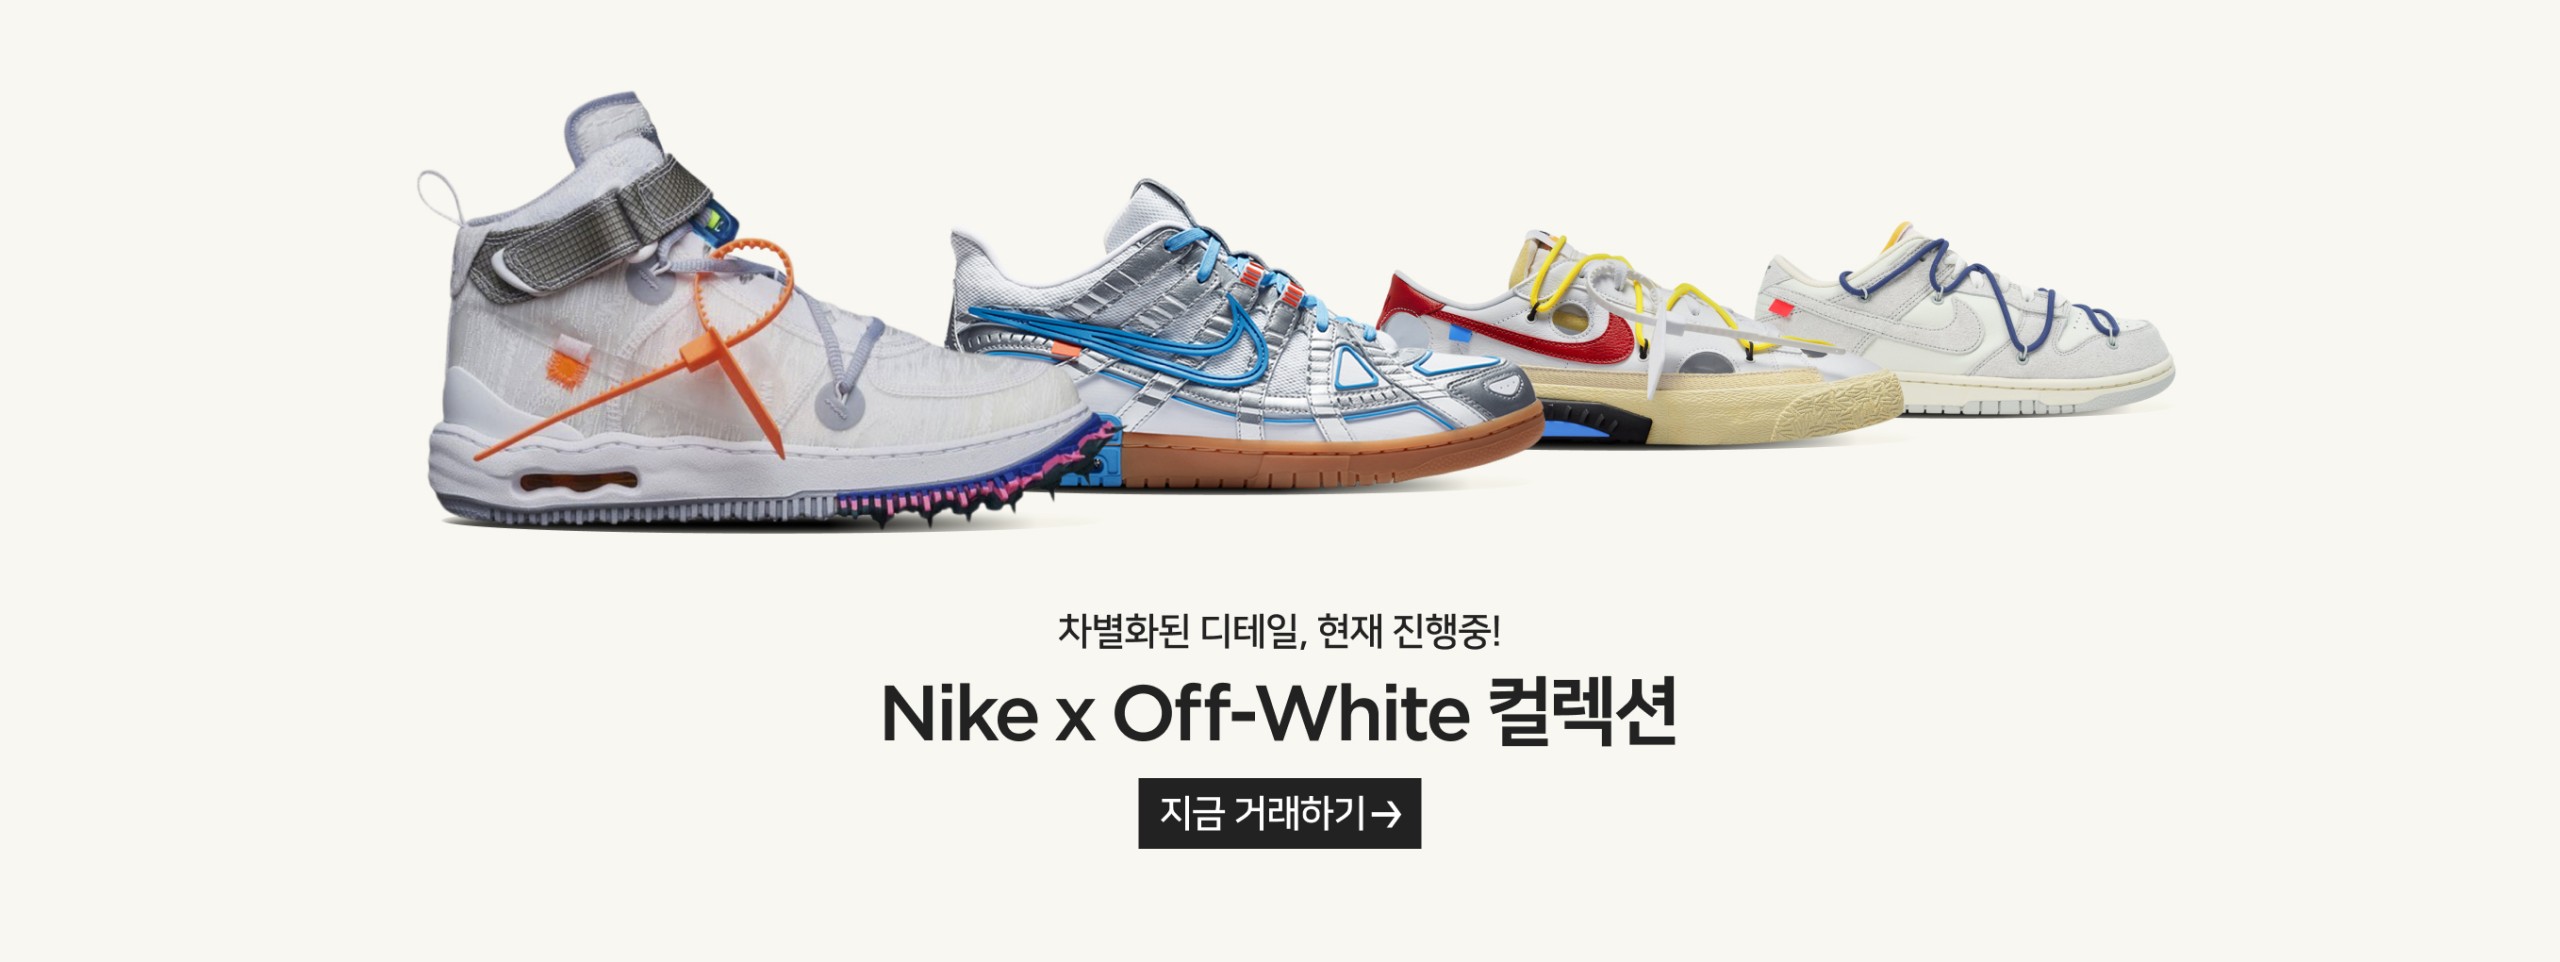 차별화된 디테일, 현재 진행중!
Nike x Off-White 컬렉션
지금 거래하기→